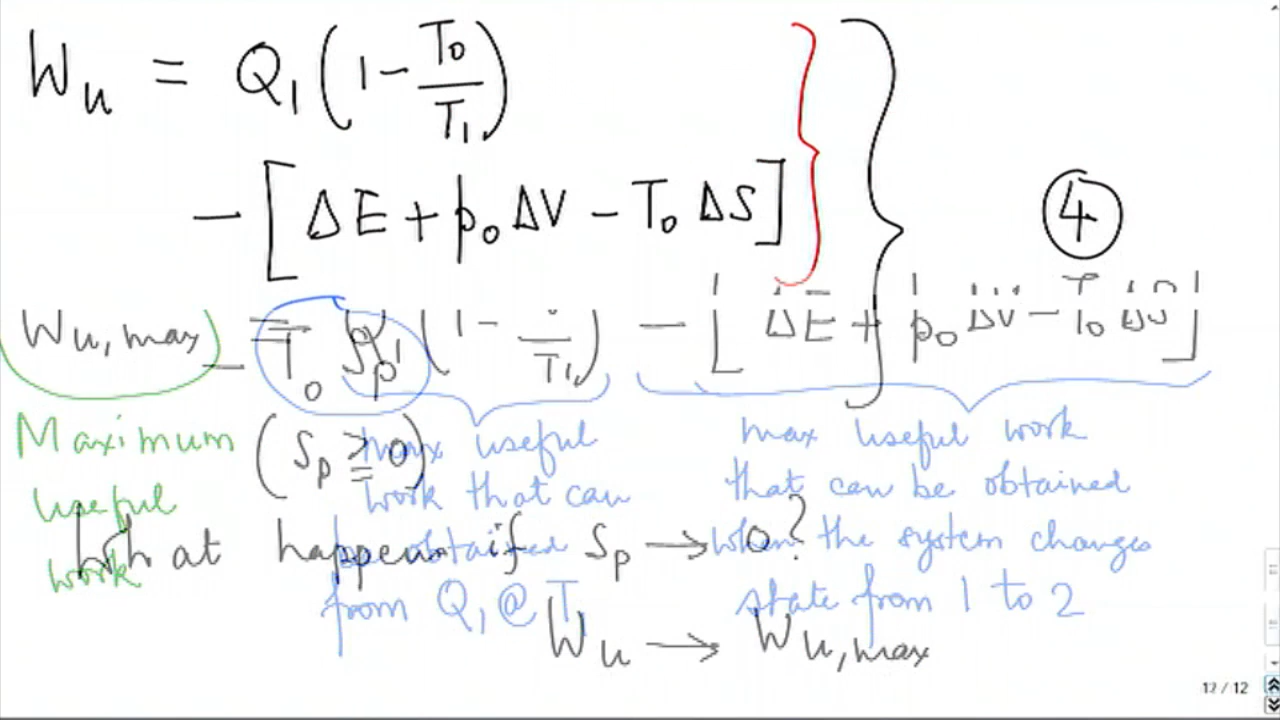 W_u = Q_1 (1 - T_0/T_1)
- [ΔE + p_0 ΔV - T_0 ΔS]
④
W_u,max = Q_1 (1 - T_0/T_1) - [ΔE + p_0 ΔV - T_0 ΔS]
- T_0 S_p
(S_p ≥ 0)
Maximum
useful
work
max useful
work that can
be obtained
from Q_1 @ T_1
max useful work
that can be obtained
when the system changes
state from 1 to 2
What happens if S_p → 0?
W_u → W_u,max
12 / 12